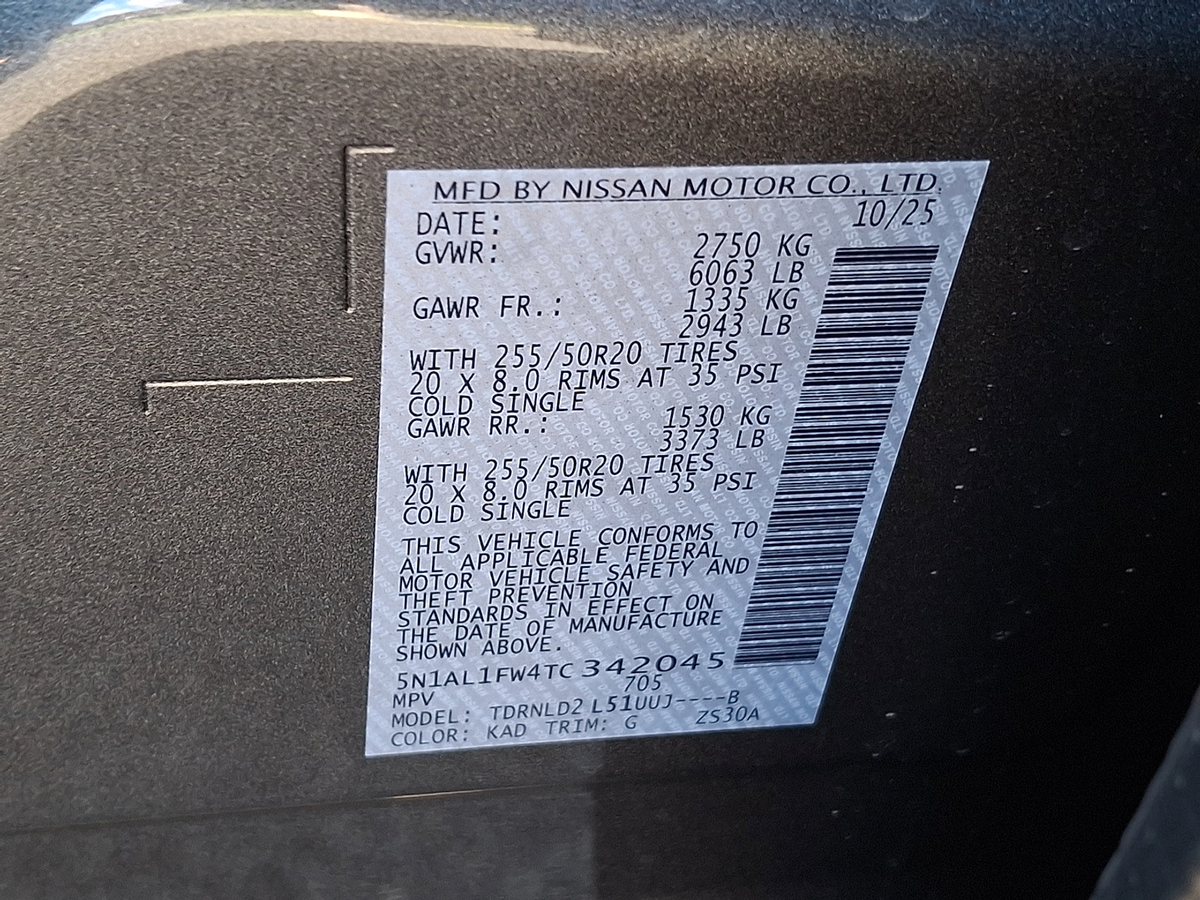 MFD BY NISSAN MOTOR CO., LTD.
DATE: 10/25
GVWR: 2750 KG
6063 LB
GAWR FR.: 1335 KG
2943 LB
WITH 255/50R20 TIRES
20 X 8.0 RIMS AT 35 PSI
COLD SINGLE
GAWR RR.: 1530 KG
3373 LB
WITH 255/50R20 TIRES
20 X 8.0 RIMS AT 35 PSI
COLD SINGLE
THIS VEHICLE CONFORMS TO
ALL APPLICABLE FEDERAL
MOTOR VEHICLE SAFETY AND
THEFT PREVENTION
STANDARDS IN EFFECT ON
THE DATE OF MANUFACTURE
SHOWN ABOVE.
5N1AL1FW4TC342045
MPV 705
MODEL: TDRNLD2 L51UUJ----B
COLOR: KAD TRIM: G ZS30A